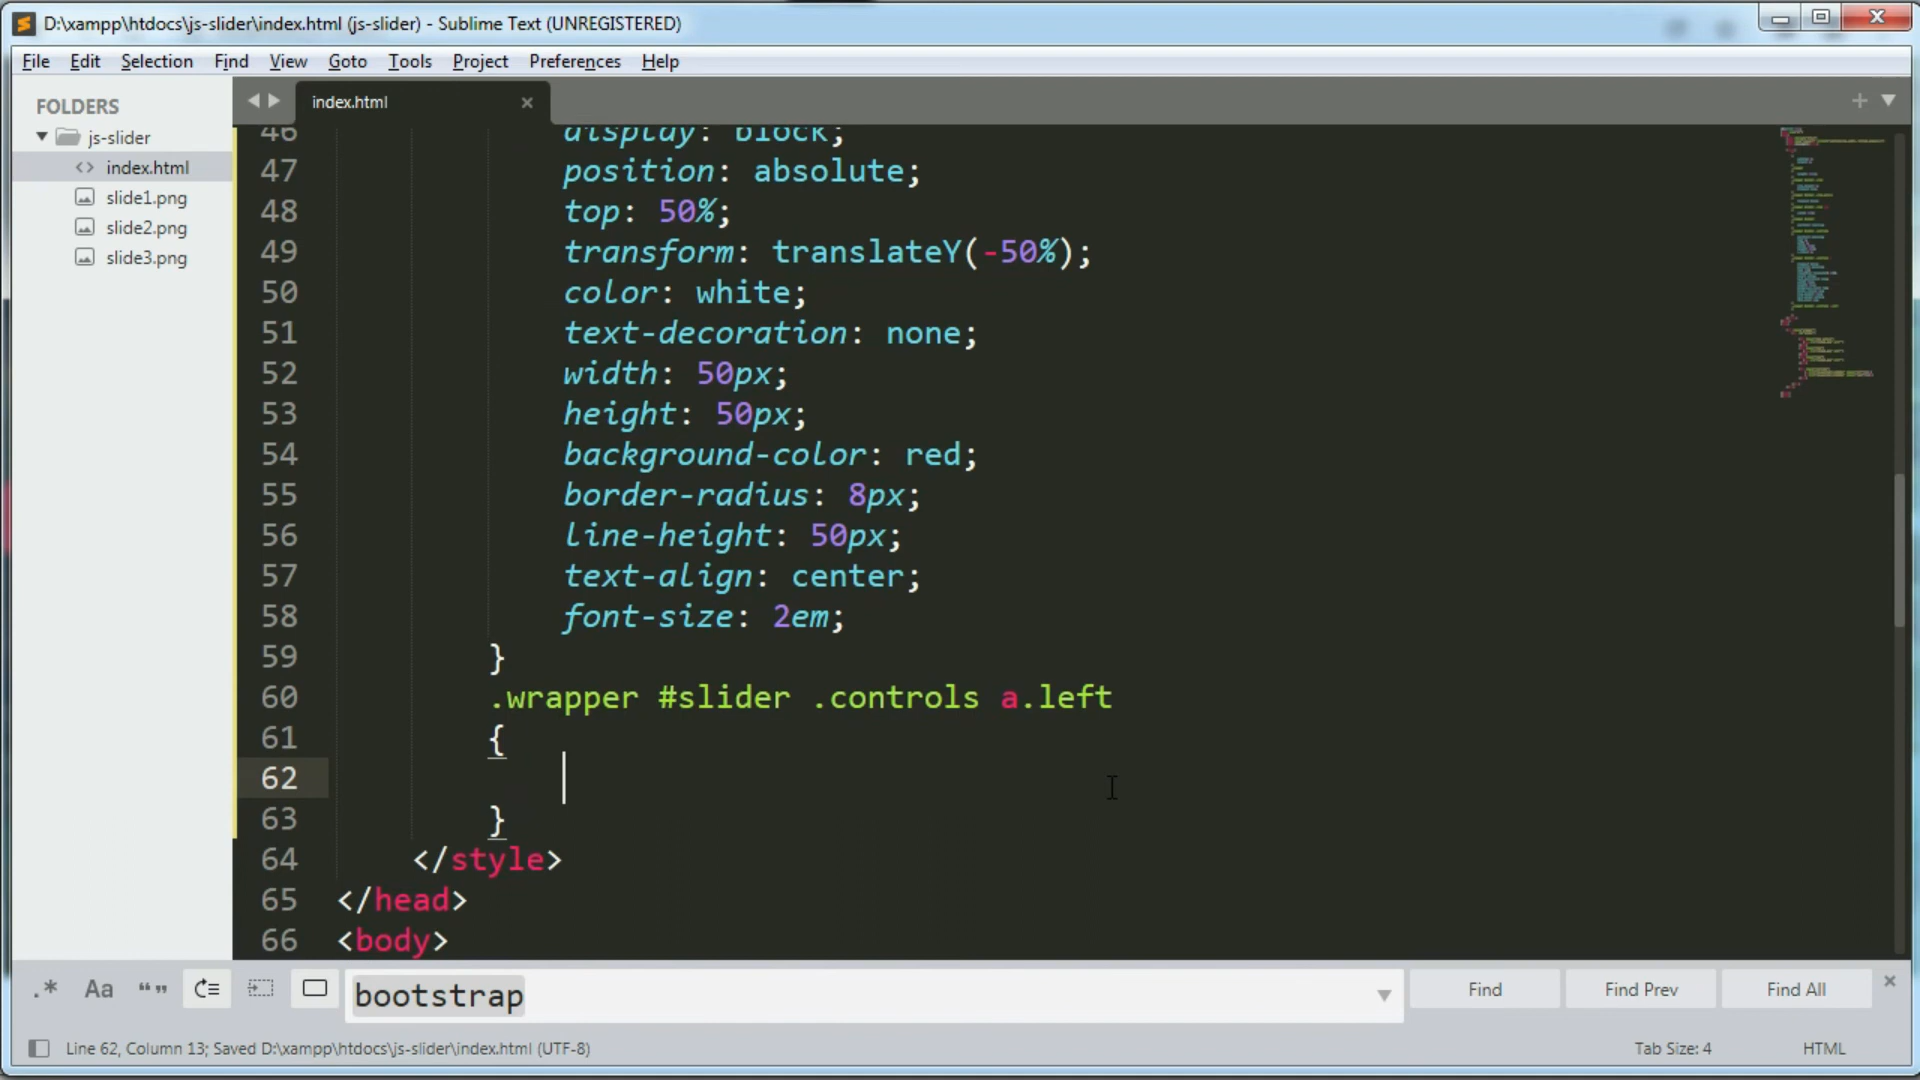 D:\xampp\htdocs\js-slider\index.html (js-slider) - Sublime Text (UNREGISTERED)
File Edit Selection Find View Goto Tools Project Preferences Help
FOLDERS
js-slider
index.html
slide1.png
slide2.png
slide3.png
index.html
46 display: block;
47 position: absolute;
48 top: 50%;
49 transform: translateY(-50%);
50 color: white;
51 text-decoration: none;
52 width: 50px;
53 height: 50px;
54 background-color: red;
55 border-radius: 8px;
56 line-height: 50px;
57 text-align: center;
58 font-size: 2em;
59 }
60 .wrapper #slider .controls a.left
61 {
62
63 }
64 </style>
65 </head>
66 <body>
.* Aa “” bootstrap Find Find Prev Find All
Line 62, Column 13; Saved D:\xampp\htdocs\js-slider\index.html (UTF-8) Tab Size: 4 HTML